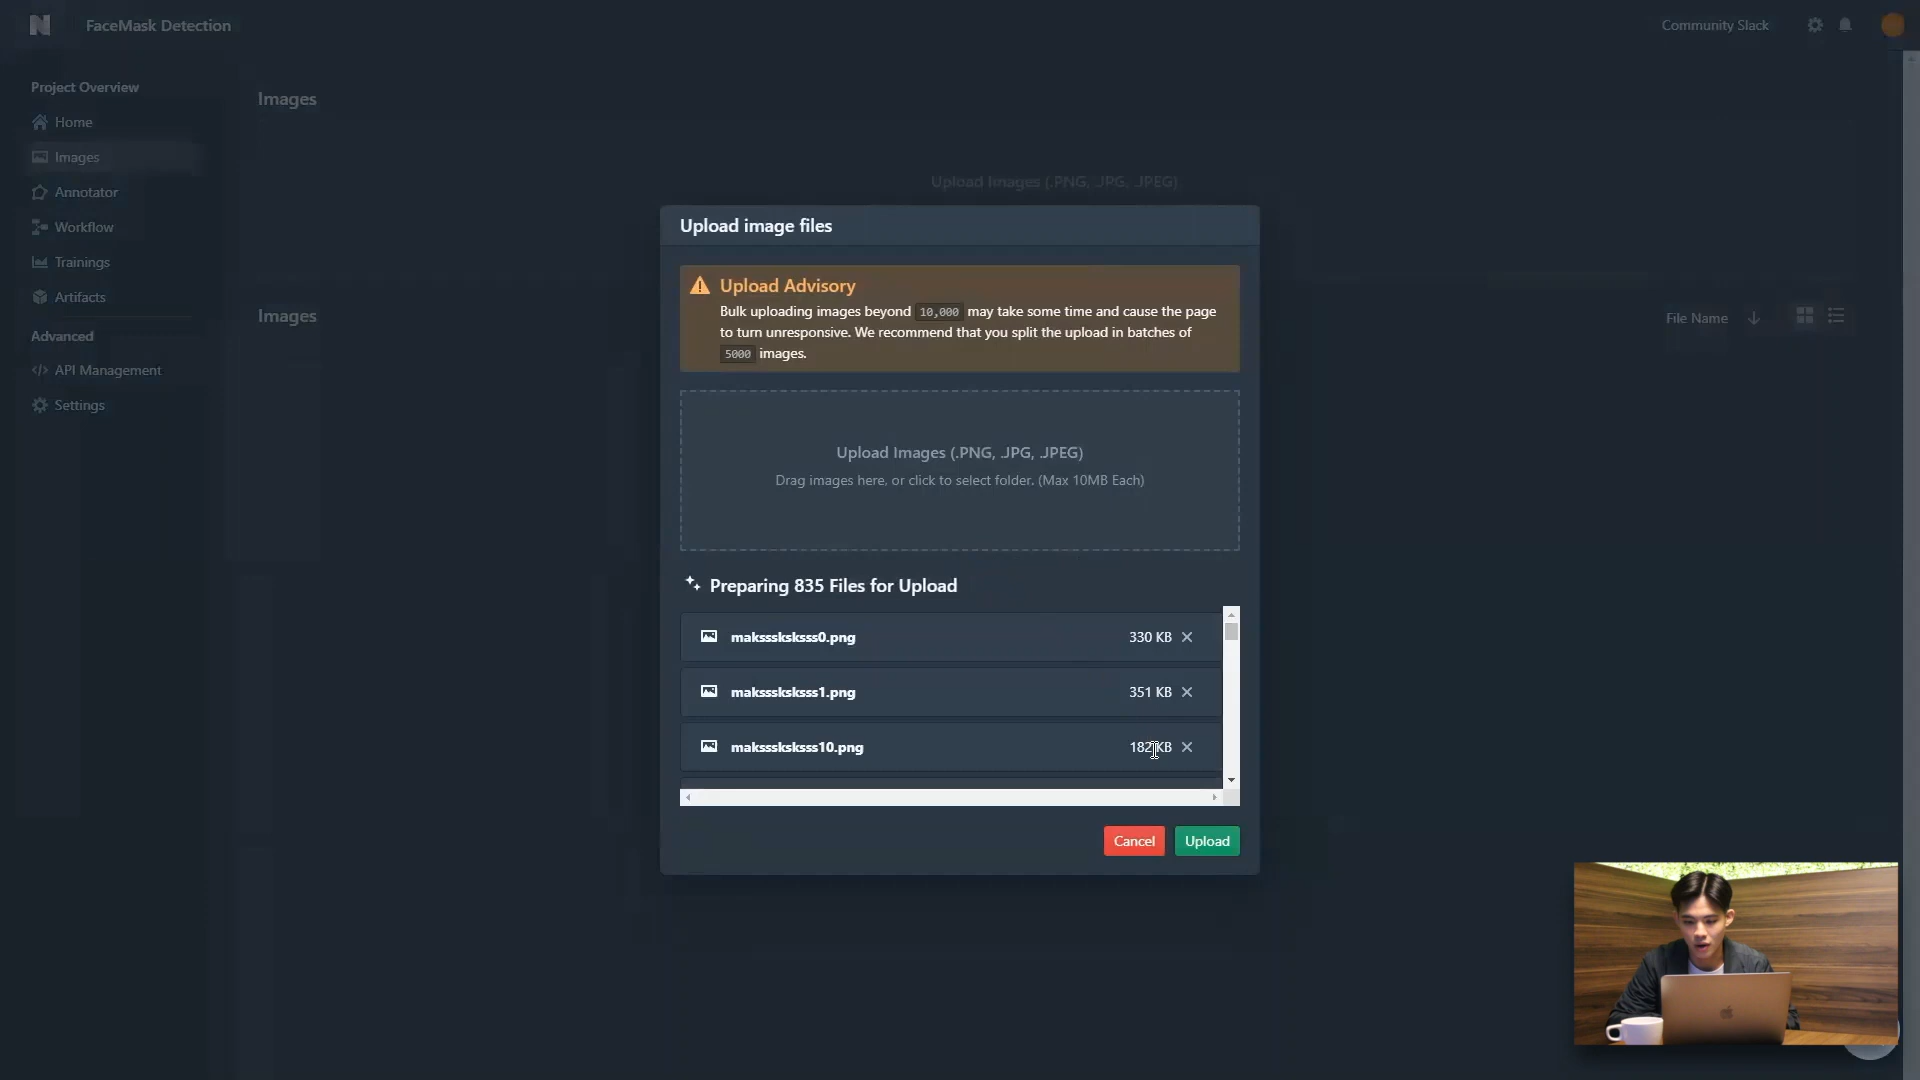 N
FaceMask Detection
Community Slack
Project Overview
Home
Images
Annotator
Workflow
Trainings
Artifacts
Advanced
API Management
Settings
Images
Upload Images (.PNG, .JPG, .JPEG)
Images
File Name
Upload image files
Upload Advisory
Bulk uploading images beyond 10,000 may take some time and cause the page
to turn unresponsive. We recommend that you split the upload in batches of
5000 images.
Upload Images (.PNG, .JPG, .JPEG)
Drag images here, or click to select folder. (Max 10MB Each)
Preparing 835 Files for Upload
maksssksksss0.png 330 KB
maksssksksss1.png 351 KB
maksssksksss10.png 182 KB
Cancel
Upload